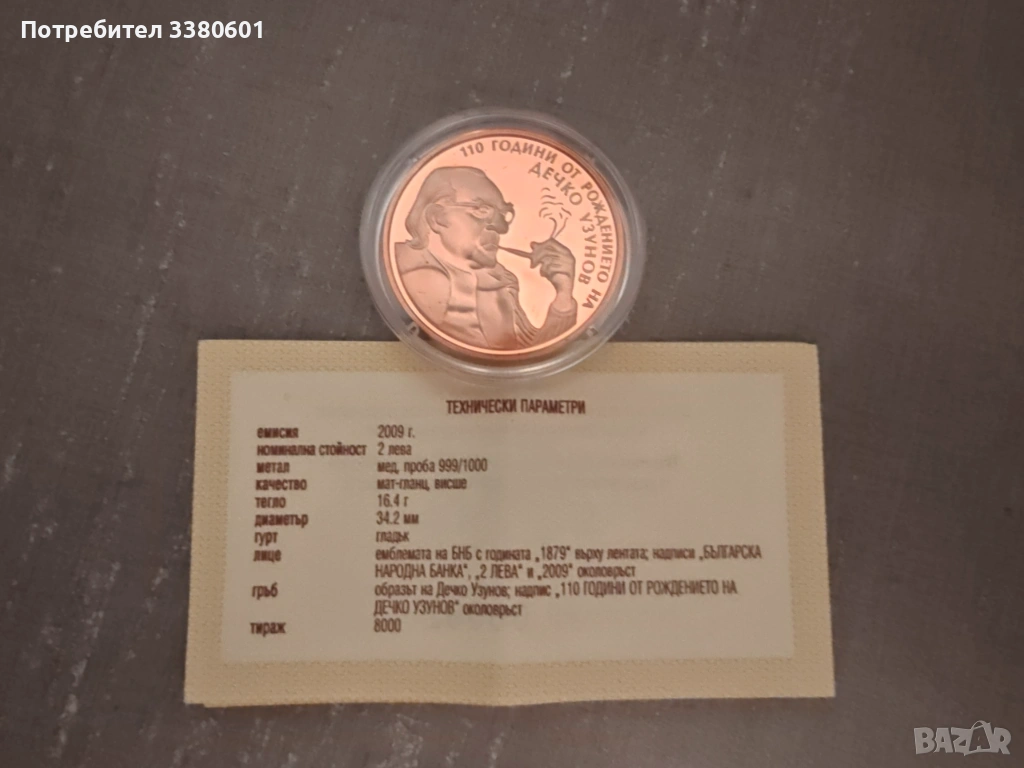 Потребител 3380601
110 ГОДИНИ ОТ РОЖДЕНИЕТО НА
ДЕЧКО УЗУНОВ
ТЕХНИЧЕСКИ ПАРАМЕТРИ
емисия 2009 г.
номинална стойност 2 лева
метал мед, проба 999/1000
качество мат-гланц, висше
тегло 16.4 г
диаметър 34.2 мм
гурт гладък
лице емблемата на БНБ с годината „1879“ върху лентата; надписи „БЪЛГАРСКА
НАРОДНА БАНКА“, „2 ЛЕВА“ и „2009“ околовръст
гръб образът на Дечко Узунов; надпис „110 ГОДИНИ ОТ РОЖДЕНИЕТО НА
ДЕЧКО УЗУНОВ“ околовръст
тираж 8000
BAZAR